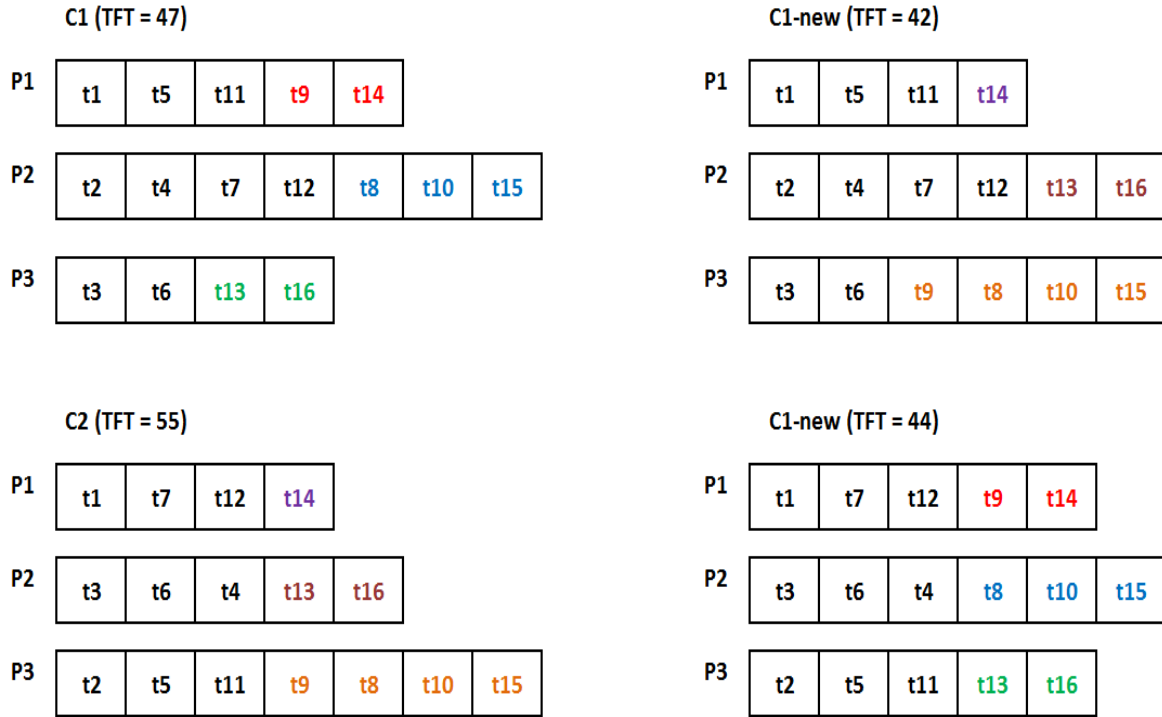 C1 (TFT = 47)
P1 t1 t5 t11 t9 t14
P2 t2 t4 t7 t12 t8 t10 t15
P3 t3 t6 t13 t16
C1-new (TFT = 42)
P1 t1 t5 t11 t14
P2 t2 t4 t7 t12 t13 t16
P3 t3 t6 t9 t8 t10 t15
C2 (TFT = 55)
P1 t1 t7 t12 t14
P2 t3 t6 t4 t13 t16
P3 t2 t5 t11 t9 t8 t10 t15
C1-new (TFT = 44)
P1 t1 t7 t12 t9 t14
P2 t3 t6 t4 t8 t10 t15
P3 t2 t5 t11 t13 t16